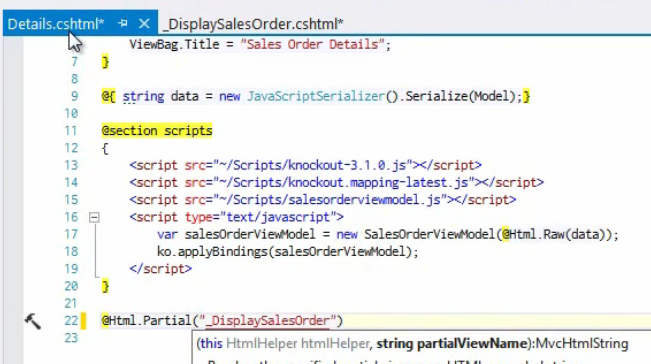 Details.cshtml* _DisplaySalesOrder.cshtml*
ViewBag.Title = "Sales Order Details";
7 }
8
9 @{ string data = new JavaScriptSerializer().Serialize(Model);}
10
11 @section scripts
12 {
13 <script src="~/Scripts/knockout-3.1.0.js"></script>
14 <script src="~/Scripts/knockout.mapping-latest.js"></script>
15 <script src="~/Scripts/salesorderviewmodel.js"></script>
16 <script type="text/javascript">
17 var salesOrderViewModel = new SalesOrderViewModel(@Html.Raw(data));
18 ko.applyBindings(salesOrderViewModel);
19 </script>
20 }
21
22 @Html.Partial("_DisplaySalesOrder")
23
(this HtmlHelper htmlHelper, string partialViewName):MvcHtmlString